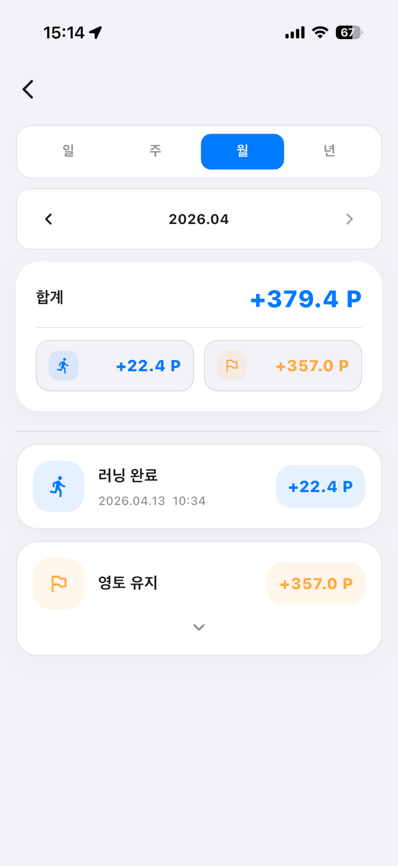 15:14
67
일 주 월 년
2026.04
합계 +379.4 P
+22.4 P +357.0 P
러닝 완료
2026.04.13 10:34
+22.4 P
영토 유지 +357.0 P